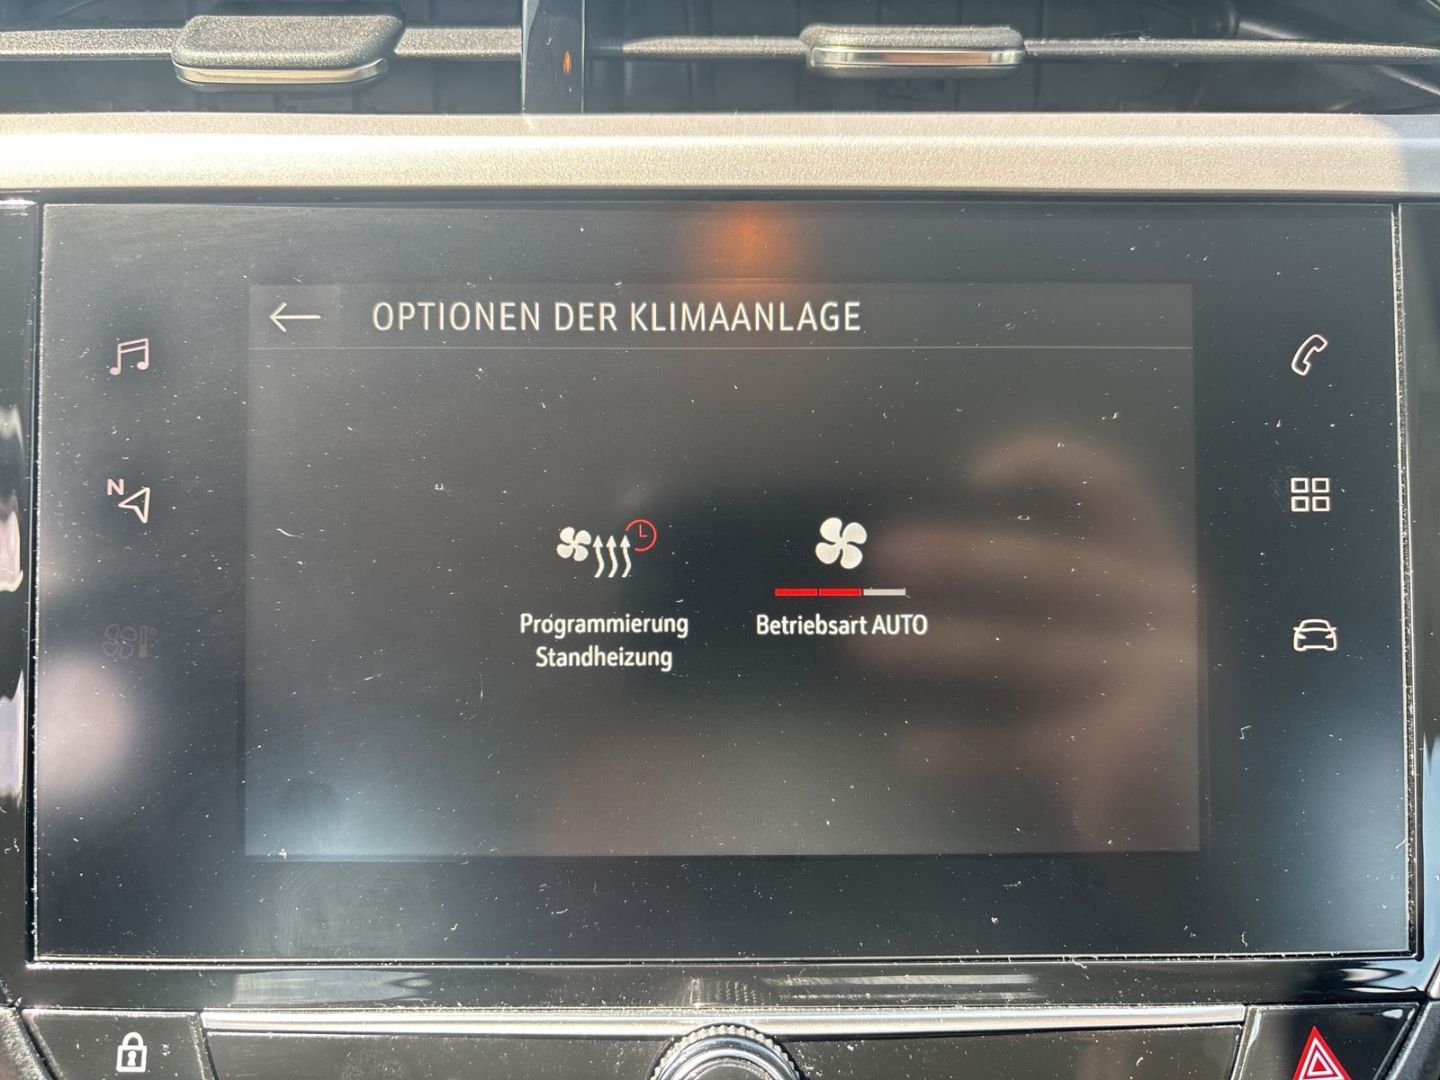 OPTIONEN DER KLIMAANLAGE
N
Programmierung
Standheizung
Betriebsart AUTO